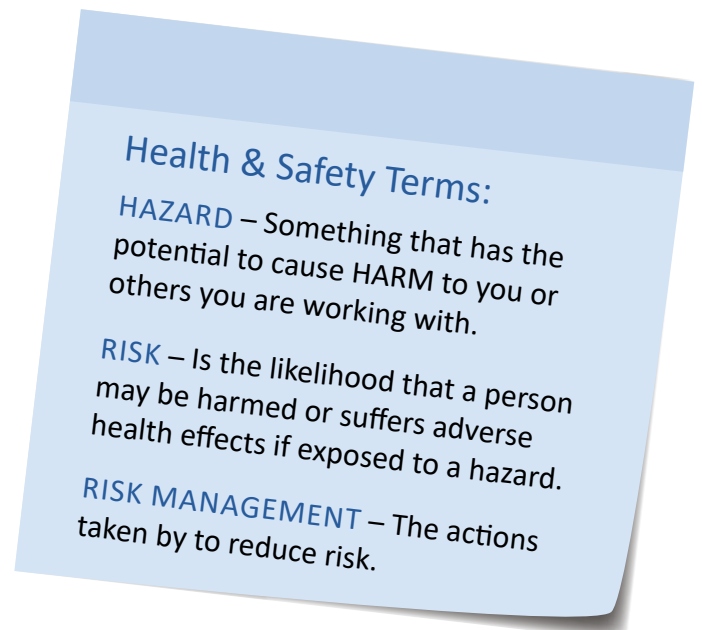 Health & Safety Terms:
HAZARD – Something that has the
potential to cause HARM to you or
others you are working with.
RISK – Is the likelihood that a person
may be harmed or suffers adverse
health effects if exposed to a hazard.
RISK MANAGEMENT – The actions
taken by to reduce risk.